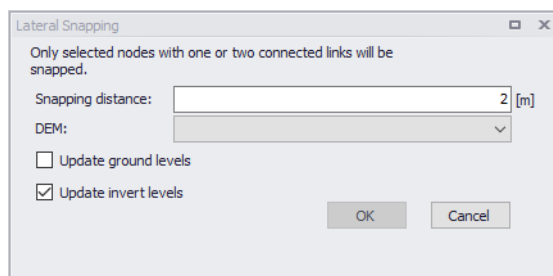 Lateral Snapping
Only selected nodes with one or two connected links will be
snapped.
Snapping distance: 2 [m]
DEM:
Update ground levels
Update invert levels
OK Cancel